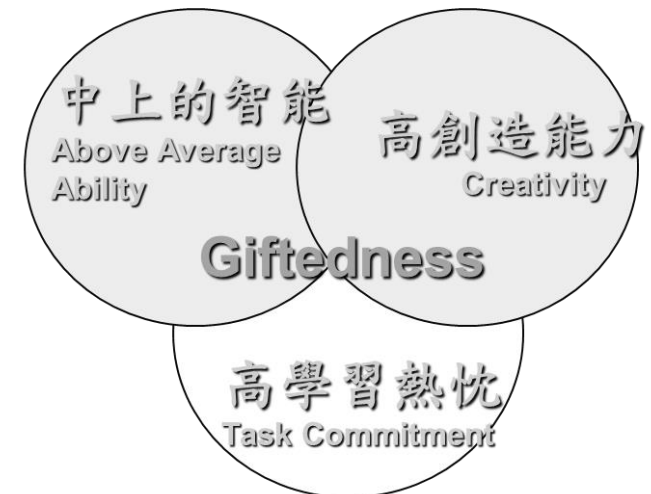 中上的智能
Above Average
Ability
高創造能力
Creativity
Giftedness
高學習熱忱
Task Commitment